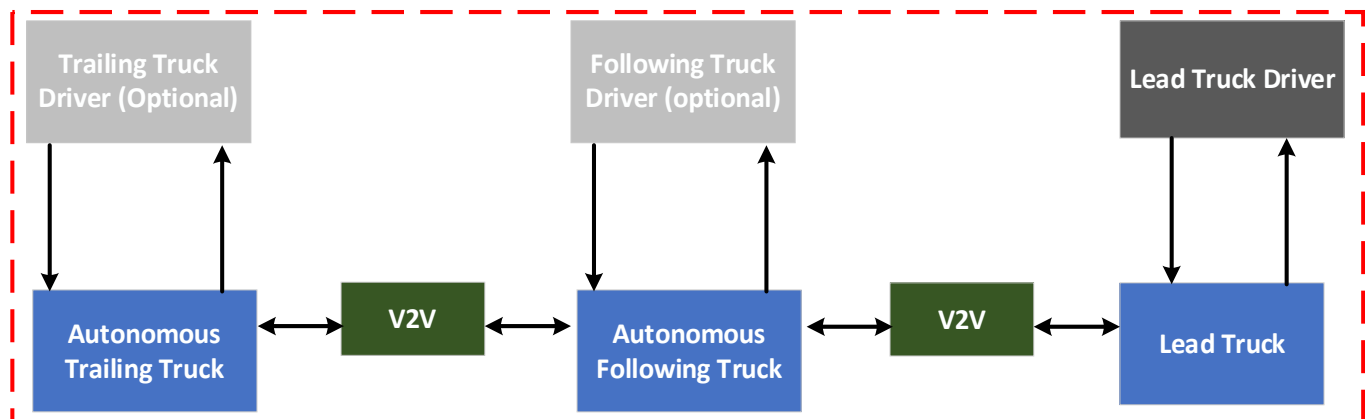 Trailing Truck
Driver (Optional)
Following Truck
Driver (optional)
Lead Truck Driver
Autonomous
Trailing Truck
V2V
Autonomous
Following Truck
V2V
Lead Truck